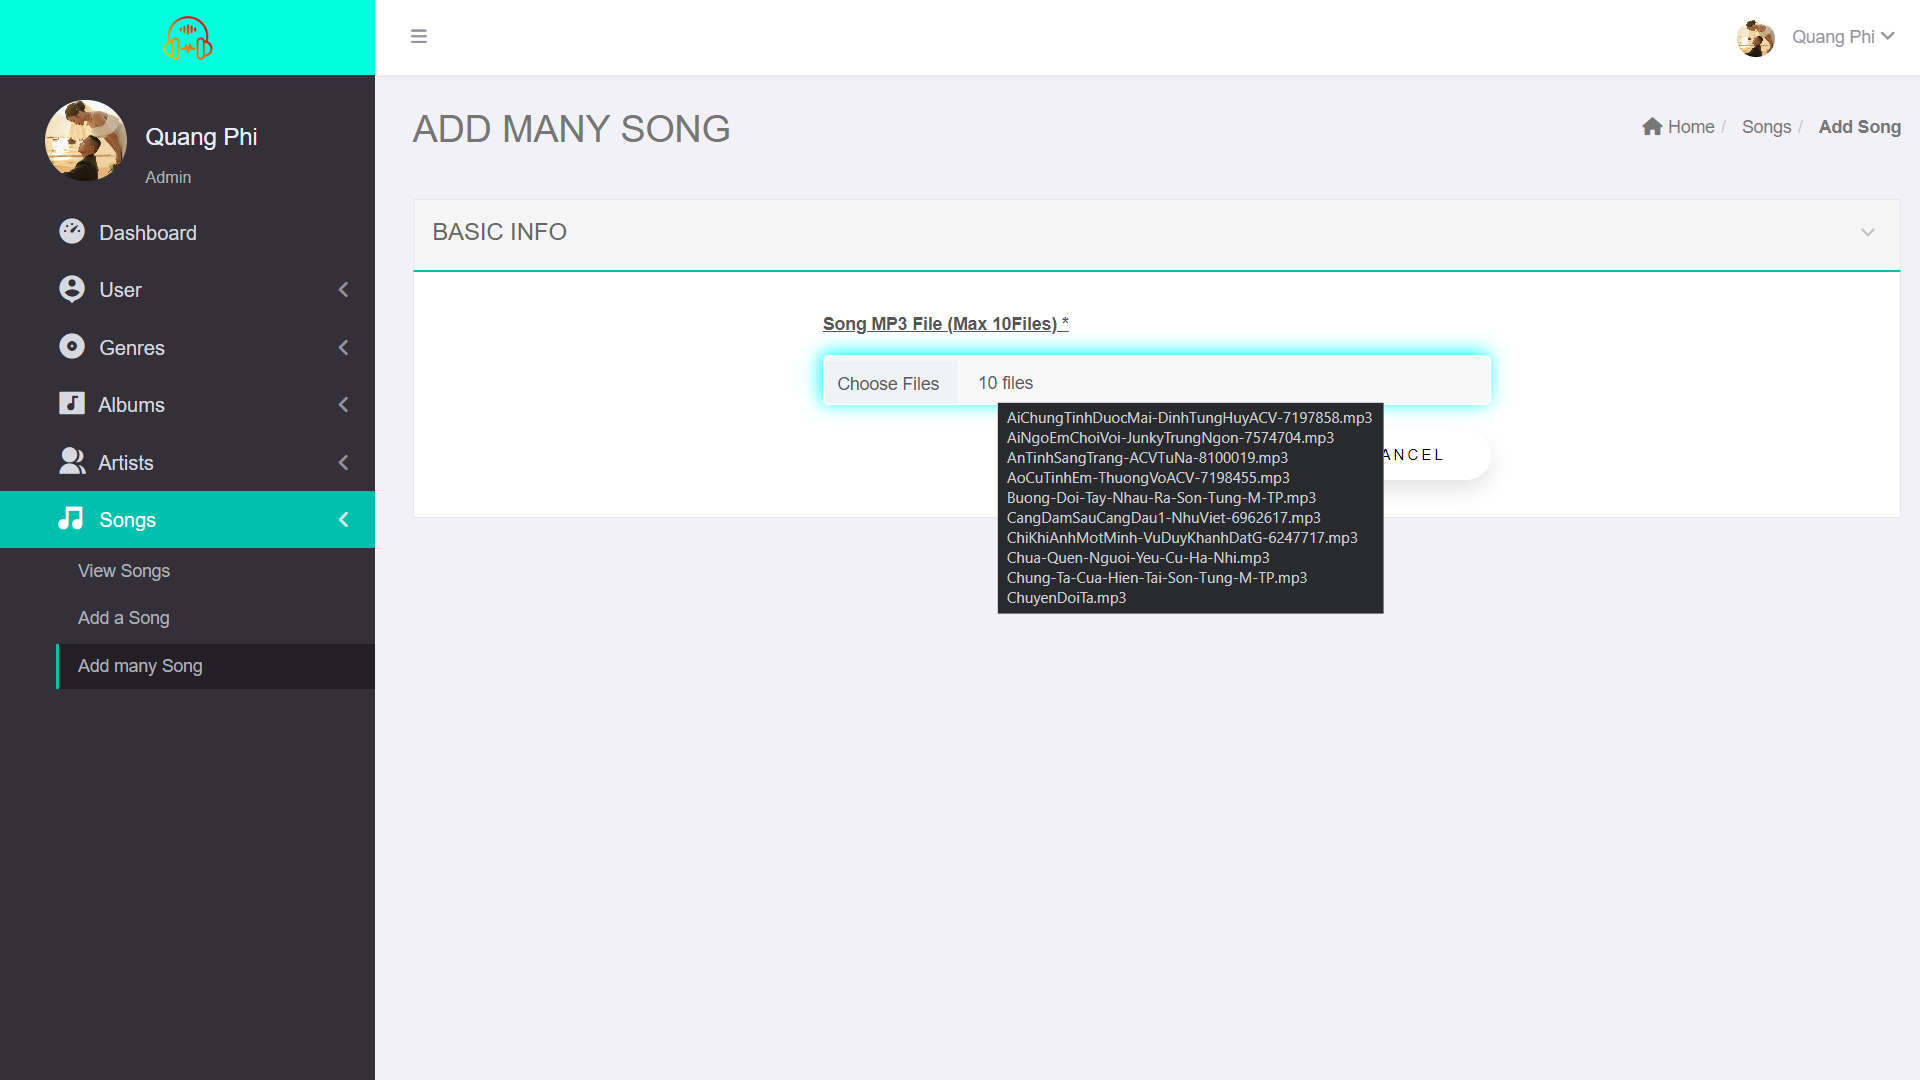 Quang Phi
Quang Phi
Admin
Dashboard
User
Genres
Albums
Artists
Songs
View Songs
Add a Song
Add many Song
ADD MANY SONG
Home / Songs / Add Song
BASIC INFO
Song MP3 File (Max 10Files) *
Choose Files 10 files
AiChungTinhDuocMai-DinhTungHuyACV-7197858.mp3
AiNgoEmChoiVoi-JunkyTrungNgon-7574704.mp3
AnTinhSangTrang-ACVTuNa-8100019.mp3
AoCuTinhEm-ThuongVoACV-7198455.mp3
Buong-Doi-Tay-Nhau-Ra-Son-Tung-M-TP.mp3
CangDamSauCangDau1-NhuViet-6962617.mp3
ChiKhiAnhMotMinh-VuDuyKhanhDatG-6247717.mp3
Chua-Quen-Nguoi-Yeu-Cu-Ha-Nhi.mp3
Chung-Ta-Cua-Hien-Tai-Son-Tung-M-TP.mp3
ChuyenDoiTa.mp3
ANCEL